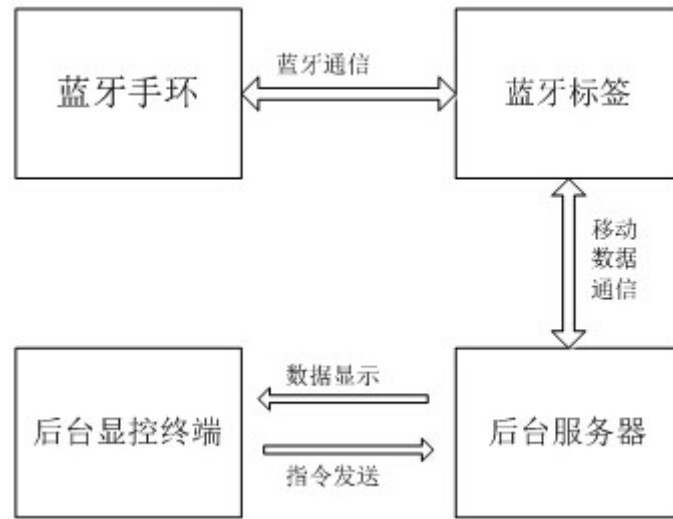 蓝牙手环
蓝牙通信
蓝牙标签
移动
数据
通信
后台显控终端
数据显示
指令发送
后台服务器